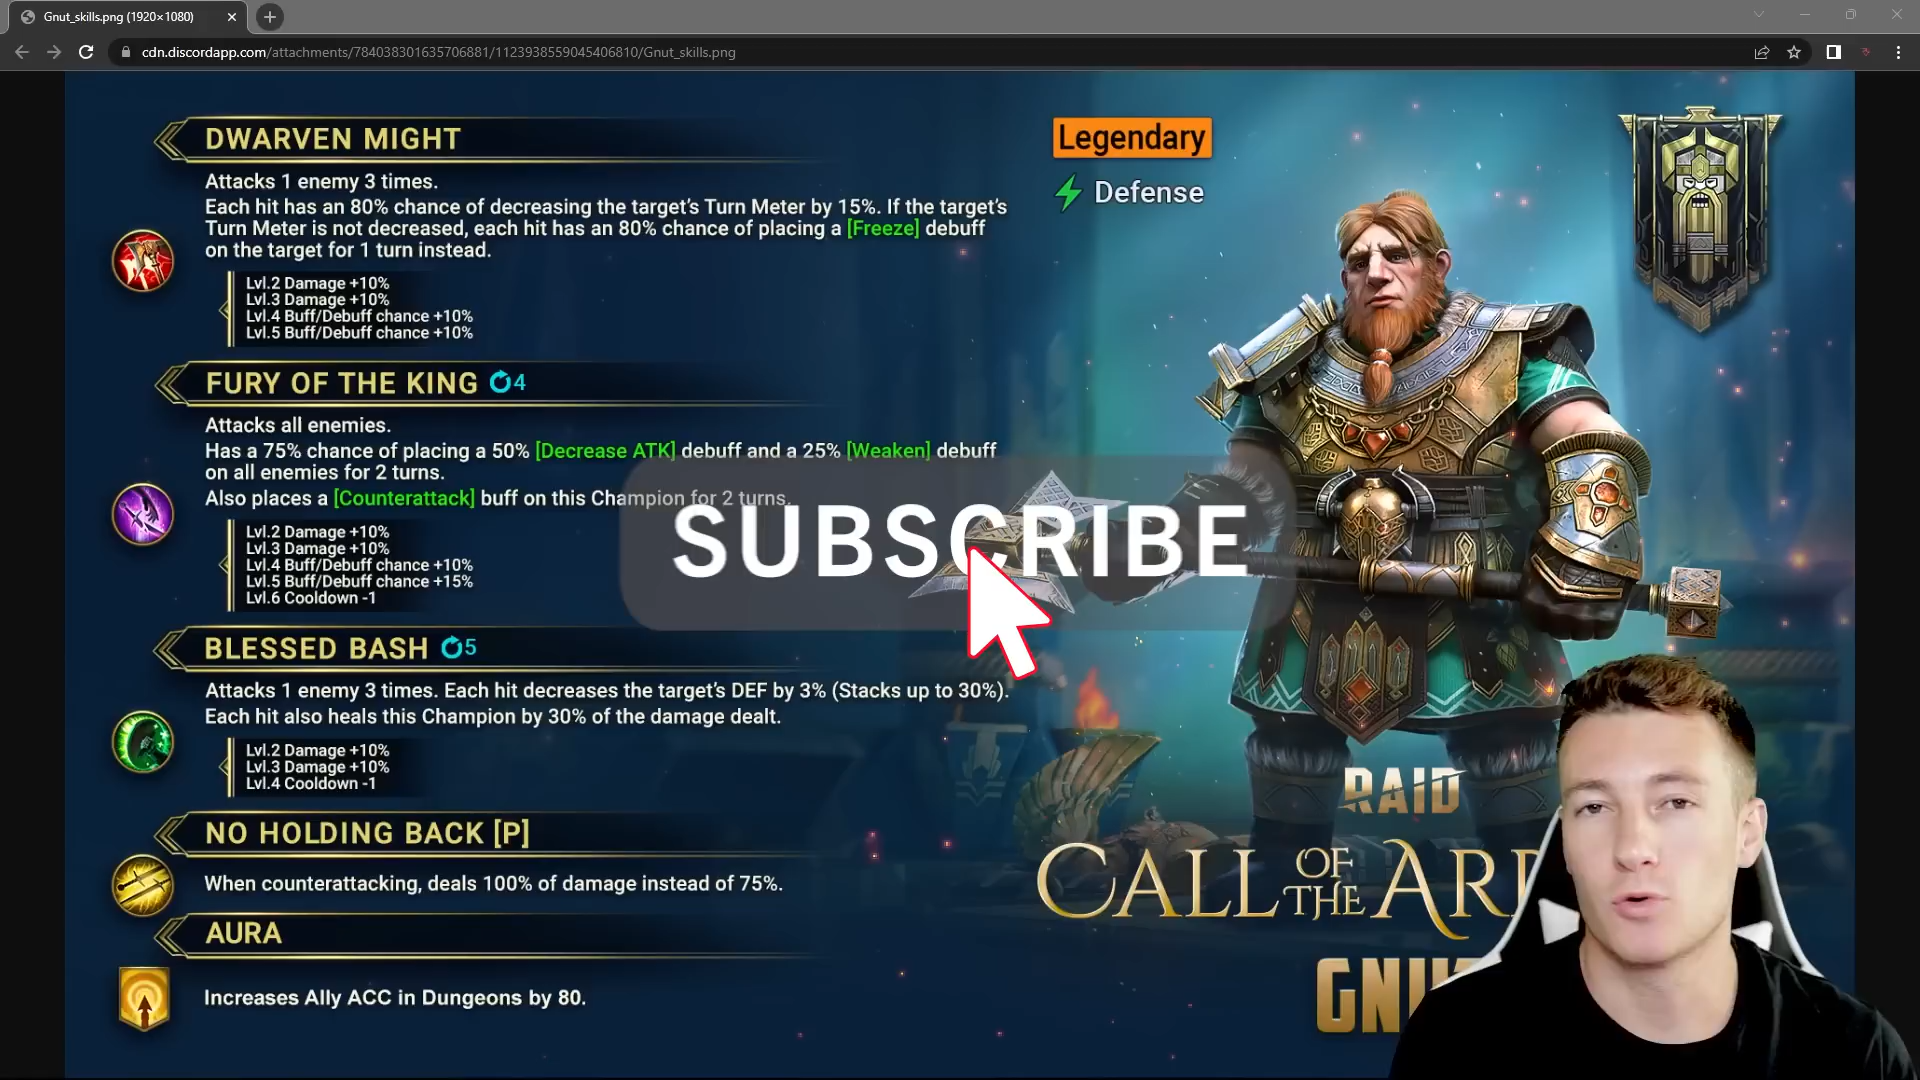 Gnut_skills.png (1920×1080)
cdn.discordapp.com/attachments/784038301635706881/1123938559045406810/Gnut_skills.png
DWARVEN MIGHT
Attacks 1 enemy 3 times.
Each hit has an 80% chance of decreasing the target's Turn Meter by 15%. If the target's
Turn Meter is not decreased, each hit has an 80% chance of placing a [Freeze] debuff
on the target for 1 turn instead.
Lvl.2 Damage +10%
Lvl.3 Damage +10%
Lvl.4 Buff/Debuff chance +10%
Lvl.5 Buff/Debuff chance +10%
FURY OF THE KING 4
Attacks all enemies.
Has a 75% chance of placing a 50% [Decrease ATK] debuff and a 25% [Weaken] debuff
on all enemies for 2 turns.
Also places a [Counterattack] buff on this Champion for 2 turns.
Lvl.2 Damage +10%
Lvl.3 Damage +10%
Lvl.4 Buff/Debuff chance +10%
Lvl.5 Buff/Debuff chance +15%
Lvl.6 Cooldown -1
BLESSED BASH 5
Attacks 1 enemy 3 times. Each hit decreases the target's DEF by 3% (Stacks up to 30%).
Each hit also heals this Champion by 30% of the damage dealt.
Lvl.2 Damage +10%
Lvl.3 Damage +10%
Lvl.4 Cooldown -1
NO HOLDING BACK [P]
When counterattacking, deals 100% of damage instead of 75%.
AURA
Increases Ally ACC in Dungeons by 80.
Legendary
Defense
SUBSCRIBE
RAID
CALL OF THE AR
GNU